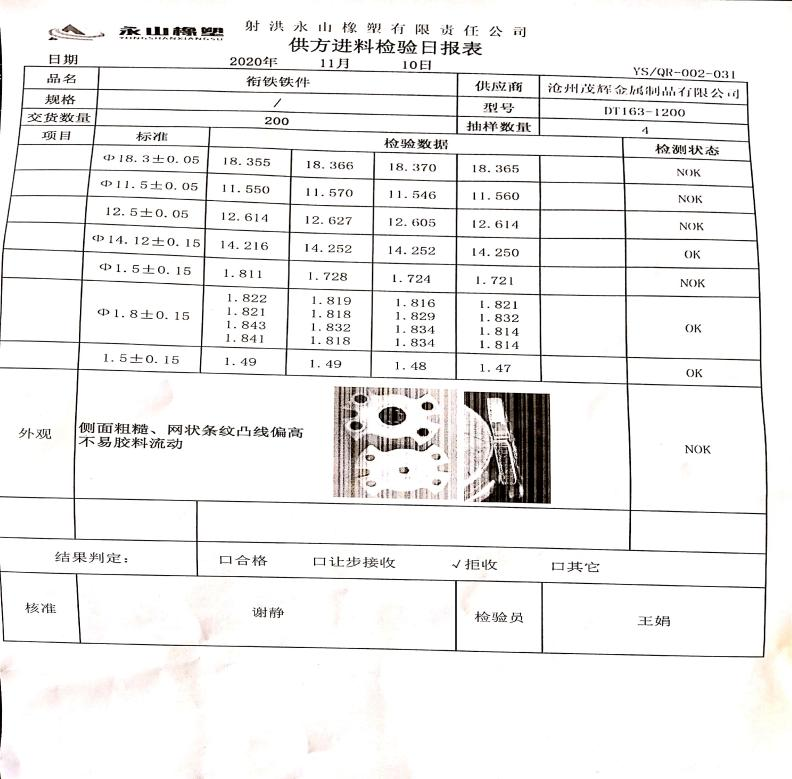 永山橡塑
YONGSHANXIANGSU
射洪永山橡塑有限责任公司
供方进料检验日报表
日期 2020年 11月 10日 YS/QR-002-031
品名 衔铁铁件 供应商 沧州茂辉金属制品有限公司
规格 / 型号 DT163-1200
交货数量 200 抽样数量 4
项目 标准 检验数据 检测状态
Φ18.3±0.05 18.355 18.366 18.370 18.365 NOK
Φ11.5±0.05 11.550 11.570 11.546 11.560 NOK
12.5±0.05 12.614 12.627 12.605 12.614 NOK
Φ14.12±0.15 14.216 14.252 14.252 14.250 OK
Φ1.5±0.15 1.811 1.728 1.724 1.721 NOK
Φ1.8±0.15 1.822 1.819 1.816 1.821 OK
1.821 1.818 1.829 1.832
1.843 1.832 1.834 1.814
1.841 1.818 1.834 1.814
1.5±0.15 1.49 1.49 1.48 1.47 OK
外观 侧面粗糙、网状条纹凸线偏高 NOK
不易胶料流动
结果判定： 口合格 口让步接收 √拒收 口其它
核准 谢静 检验员 王娟